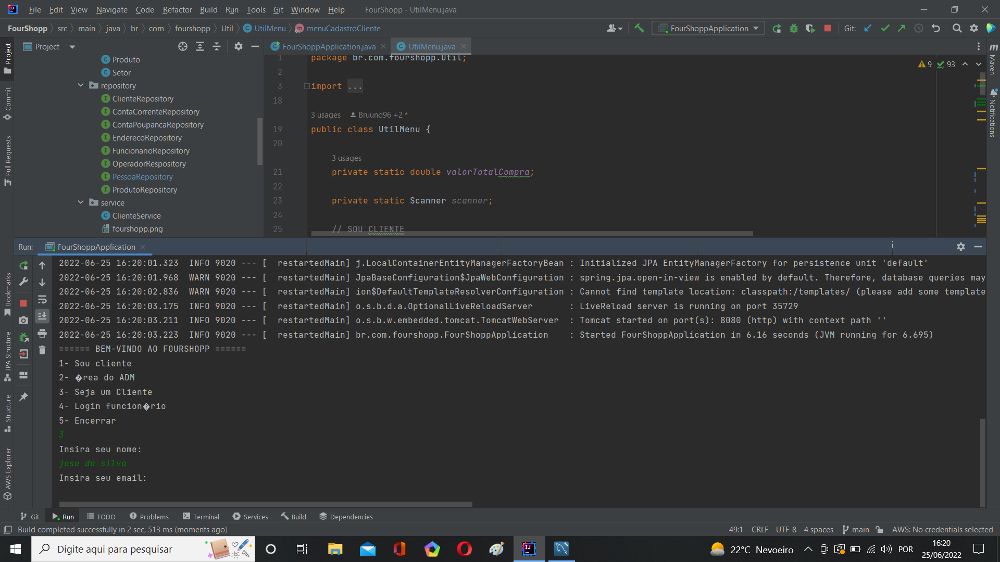 File Edit View Navigate Code Refactor Build Run Tools Git Window Help FourShopp - UtilMenu.java
FourShopp src main java br com fourshopp Util UtilMenu menuCadastroCliente FourShoppApplication Git:
Project FourShoppApplication.java UtilMenu.java
Produto
Setor
repository
ClienteRepository
ContaCorrenteRepository
ContaPoupancaRepository
EnderecoRepository
FuncionarioRepository
OperadorRespository
PessoaRepository
ProdutoRepository
service
ClienteService
fourshopp.png
1 package br.com.fourshopp.Util;
9 93
2
3 import ...
18
3 usages Bruuno96 +2 *
19 public class UtilMenu {
20
3 usages
21 private static double valorTotalCompra;
22
23 private static Scanner scanner;
24
25 // SOU CLIENTE
Project
Commit
Pull Requests
Bookmarks
JPA Structure
Structure
AWS Explorer
Maven
Notifications
Run: FourShoppApplication
2022-06-25 16:20:01.323 INFO 9020 --- [ restartedMain] j.LocalContainerEntityManagerFactoryBean : Initialized JPA EntityManagerFactory for persistence unit 'default'
2022-06-25 16:20:01.968 WARN 9020 --- [ restartedMain] JpaBaseConfiguration$JpaWebConfiguration : spring.jpa.open-in-view is enabled by default. Therefore, database queries may
2022-06-25 16:20:02.836 WARN 9020 --- [ restartedMain] ion$DefaultTemplateResolverConfiguration : Cannot find template location: classpath:/templates/ (please add some template
2022-06-25 16:20:03.175 INFO 9020 --- [ restartedMain] o.s.b.d.a.OptionalLiveReloadServer : LiveReload server is running on port 35729
2022-06-25 16:20:03.211 INFO 9020 --- [ restartedMain] o.s.b.w.embedded.tomcat.TomcatWebServer : Tomcat started on port(s): 8080 (http) with context path ''
2022-06-25 16:20:03.223 INFO 9020 --- [ restartedMain] br.com.fourshopp.FourShoppApplication : Started FourShoppApplication in 6.16 seconds (JVM running for 6.695)
====== BEM-VINDO AO FOURSHOPP ======
1- Sou cliente
2- �rea do ADM
3- Seja um Cliente
4- Login funcion�rio
5- Encerrar
3
Insira seu nome:
jose da silva
Insira seu email:
Git Run TODO Problems Terminal Services Build Dependencies
Build completed successfully in 2 sec, 513 ms (moments ago) 49:1 CRLF UTF-8 4 spaces main AWS: No credentials selected
Digite aqui para pesquisar 22°C Nevoeiro POR 16:20
25/06/2022